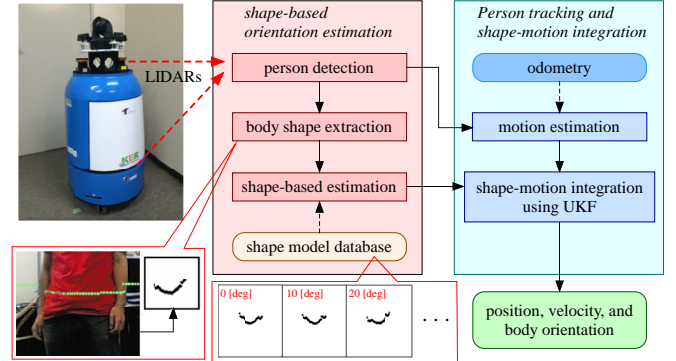 shape-based
orientation estimation
Person tracking and
shape-motion integration
LIDARs
person detection
odometry
body shape extraction
motion estimation
shape-based estimation
shape-motion integration
using UKF
shape model database
0 [deg]
10 [deg]
20 [deg]
. . .
position, velocity, and
body orientation
KER